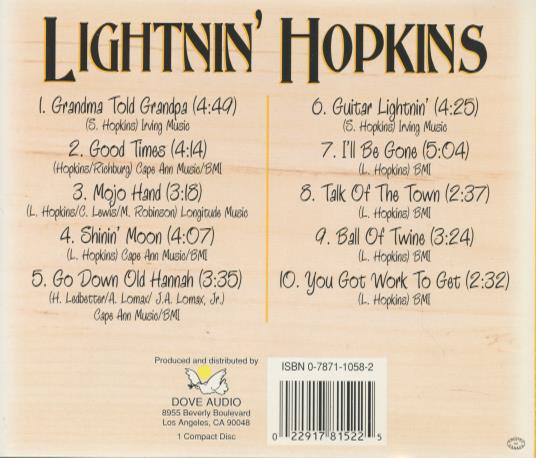 LIGHTNIN' HOPKINS
1. Grandma Told Grandpa (4:49)
(S. Hopkins) Irving Music
2. Good Times (4:14)
(Hopkins/Richburg) Cape Ann Music/BMI
3. Mojo Hand (3:18)
(L. Hopkins/C. Lewis/M. Robinson) Longitude Music
4. Shinin' Moon (4:07)
(L. Hopkins) Cape Ann Music/BMI
5. Go Down Old Hannah (3:35)
(H. Ledbetter/A. Lomax/ J.A. Lomax, Jr.)
Cape Ann Music/BMI
6. Guitar Lightnin' (4:25)
(S. Hopkins) Irving Music
7. I'll Be Gone (5:04)
(L. Hopkins) BMI
8. Talk Of The Town (2:37)
(L. Hopkins) BMI
9. Ball Of Twine (3:24)
(L. Hopkins) BMI
10. You Got Work To Get (2:32)
(L. Hopkins) BMI
Produced and distributed by
DOVE AUDIO
8955 Beverly Boulevard
Los Angeles, CA 90048
1 Compact Disc
ISBN 0-7871-1058-2
0 22917 81522 5